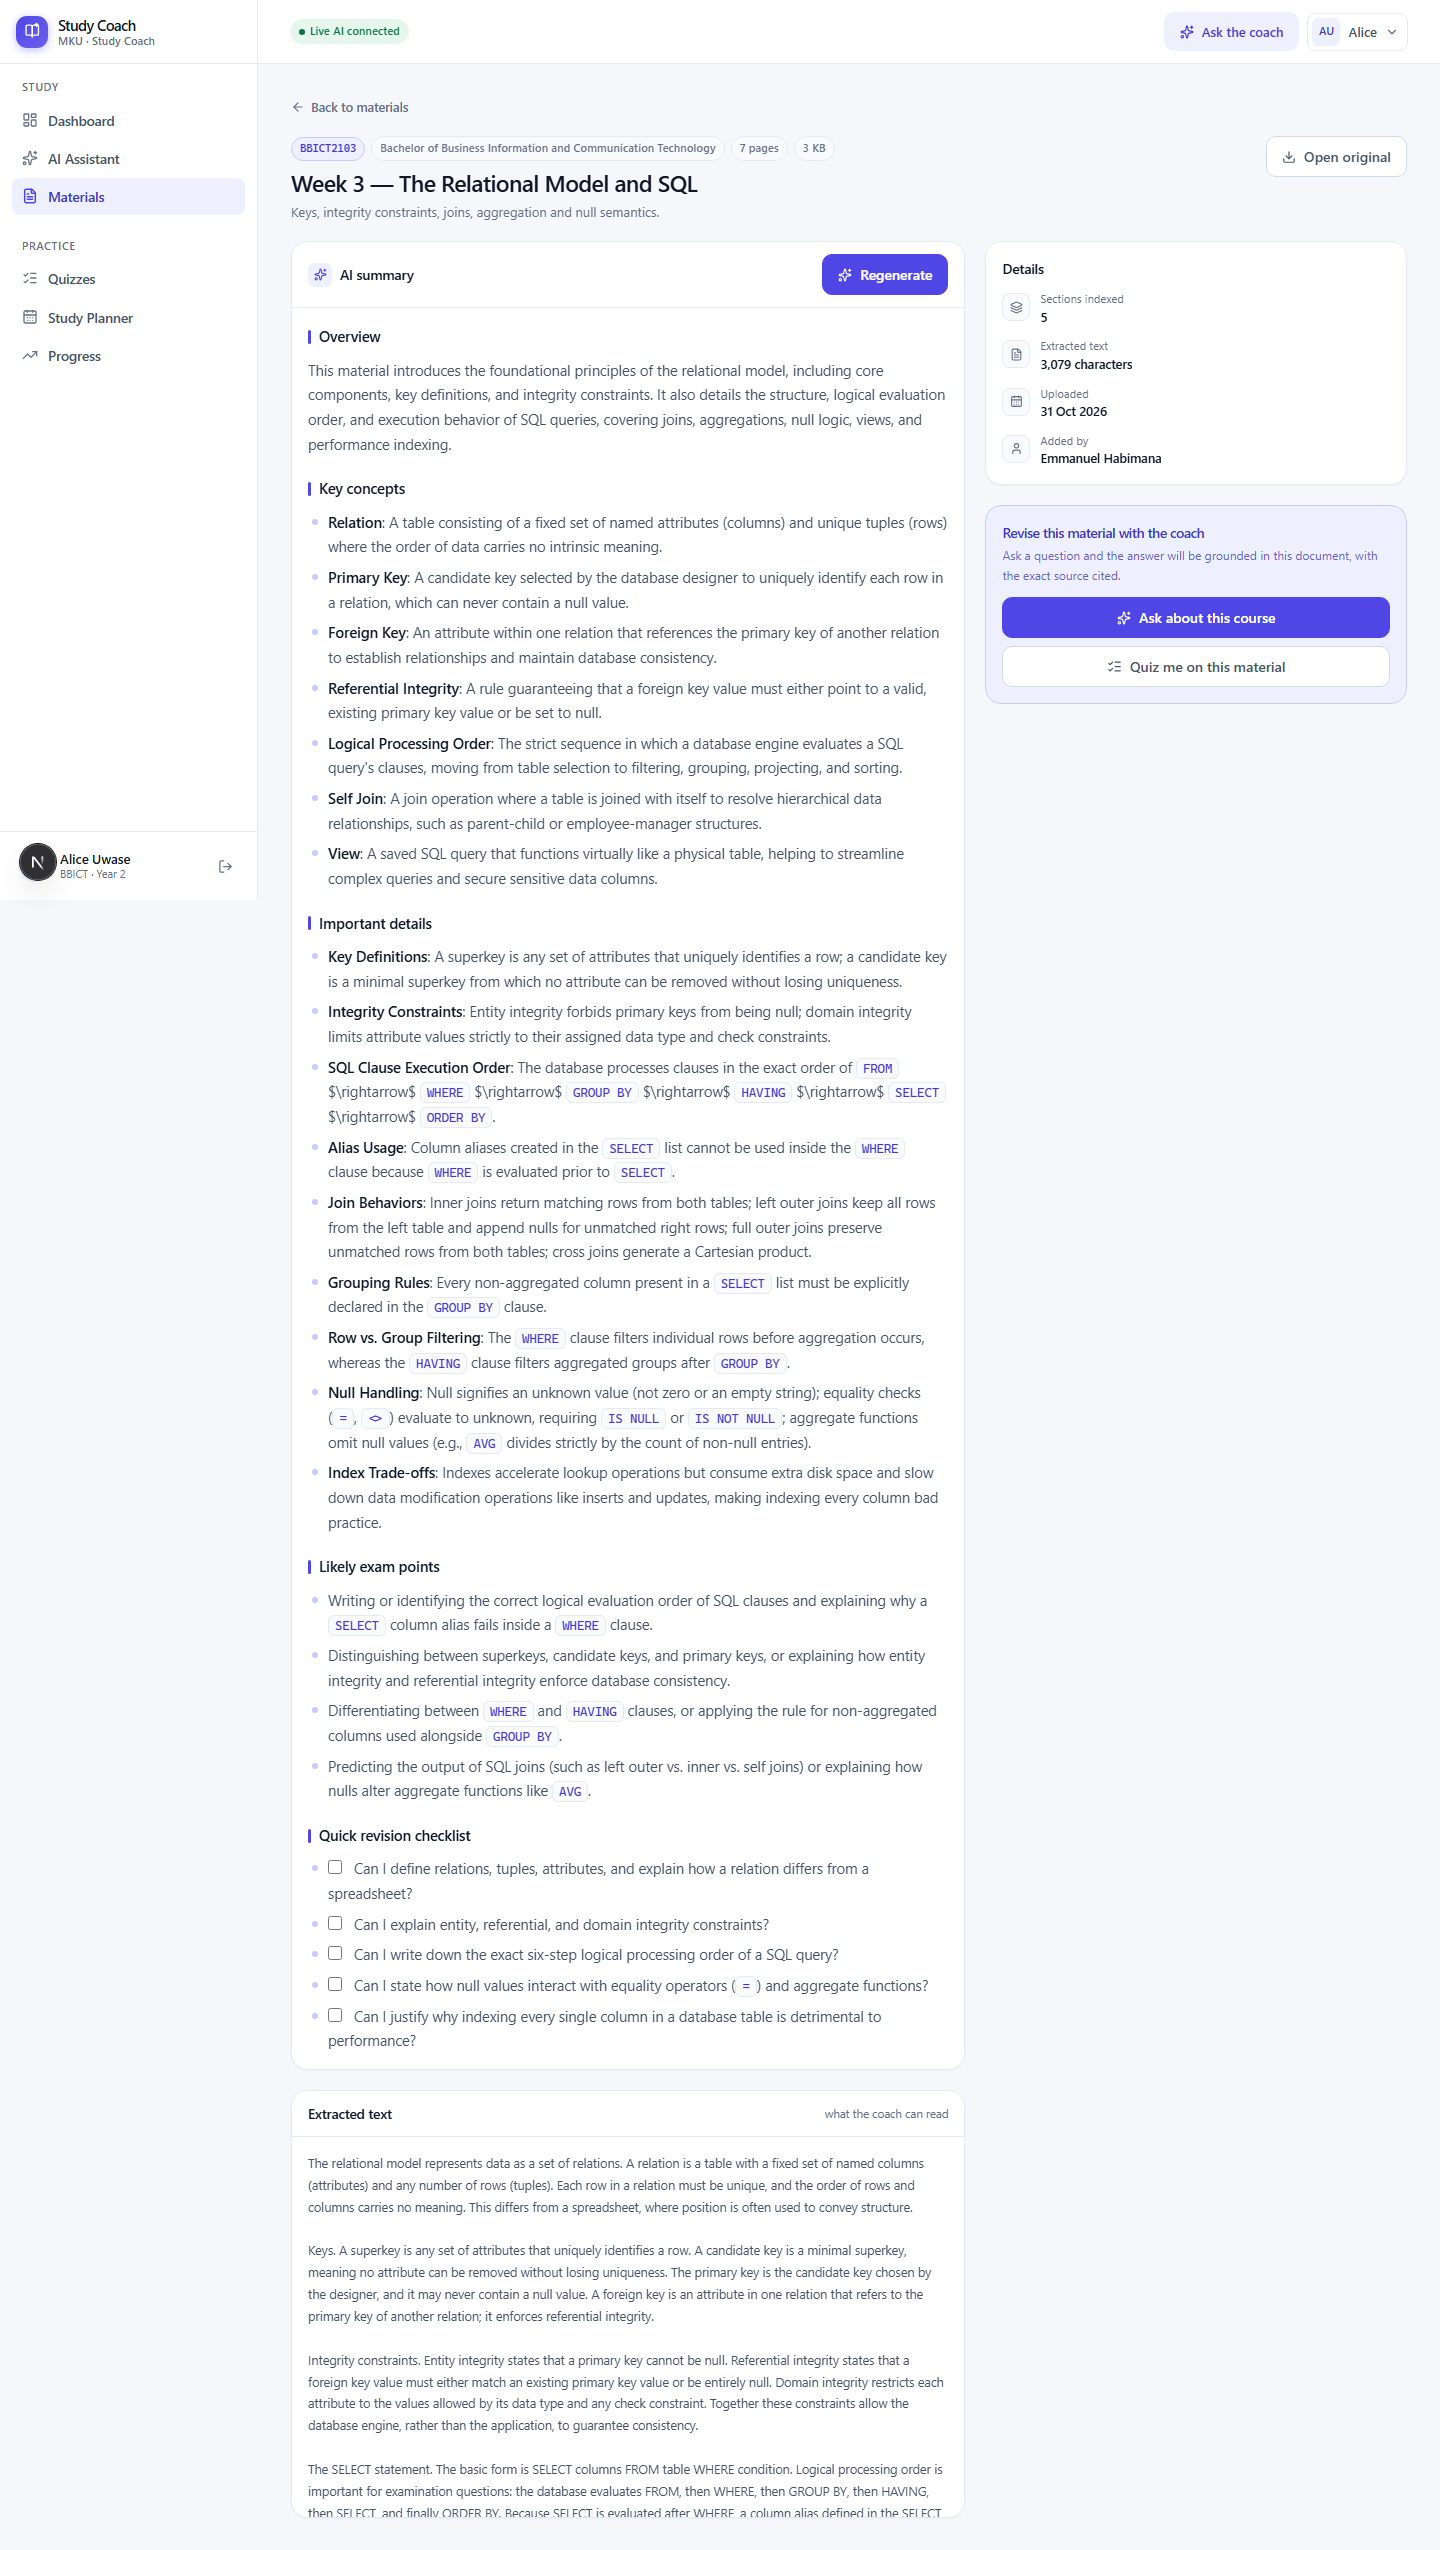 Study Coach
MKU · Study Coach
STUDY
Dashboard
AI Assistant
Materials
PRACTICE
Quizzes
Study Planner
Progress
N
Alice Uwase
BBICT · Year 2
Live AI connected
Ask the coach
AU
Alice
Back to materials
BBICT2103
Bachelor of Business Information and Communication Technology
7 pages
3 KB
Open original
Week 3 — The Relational Model and SQL
Keys, integrity constraints, joins, aggregation and null semantics.
AI summary
Regenerate
Overview
This material introduces the foundational principles of the relational model, including core
components, key definitions, and integrity constraints. It also details the structure, logical evaluation
order, and execution behavior of SQL queries, covering joins, aggregations, null logic, views, and
performance indexing.
Key concepts
Relation: A table consisting of a fixed set of named attributes (columns) and unique tuples (rows)
where the order of data carries no intrinsic meaning.
Primary Key: A candidate key selected by the database designer to uniquely identify each row in
a relation, which can never contain a null value.
Foreign Key: An attribute within one relation that references the primary key of another relation
to establish relationships and maintain database consistency.
Referential Integrity: A rule guaranteeing that a foreign key value must either point to a valid,
existing primary key value or be set to null.
Logical Processing Order: The strict sequence in which a database engine evaluates a SQL
query's clauses, moving from table selection to filtering, grouping, projecting, and sorting.
Self Join: A join operation where a table is joined with itself to resolve hierarchical data
relationships, such as parent-child or employee-manager structures.
View: A saved SQL query that functions virtually like a physical table, helping to streamline
complex queries and secure sensitive data columns.
Important details
Key Definitions: A superkey is any set of attributes that uniquely identifies a row; a candidate key
is a minimal superkey from which no attribute can be removed without losing uniqueness.
Integrity Constraints: Entity integrity forbids primary keys from being null; domain integrity
limits attribute values strictly to their assigned data type and check constraints.
SQL Clause Execution Order: The database processes clauses in the exact order of FROM
$\rightarrow$ WHERE $\rightarrow$ GROUP BY $\rightarrow$ HAVING $\rightarrow$ SELECT
$\rightarrow$ ORDER BY.
Alias Usage: Column aliases created in the SELECT list cannot be used inside the WHERE
clause because WHERE is evaluated prior to SELECT.
Join Behaviors: Inner joins return matching rows from both tables; left outer joins keep all rows
from the left table and append nulls for unmatched right rows; full outer joins preserve
unmatched rows from both tables; cross joins generate a Cartesian product.
Grouping Rules: Every non-aggregated column present in a SELECT list must be explicitly
declared in the GROUP BY clause.
Row vs. Group Filtering: The WHERE clause filters individual rows before aggregation occurs,
whereas the HAVING clause filters aggregated groups after GROUP BY.
Null Handling: Null signifies an unknown value (not zero or an empty string); equality checks
(=, <>) evaluate to unknown, requiring IS NULL or IS NOT NULL; aggregate functions
omit null values (e.g., AVG divides strictly by the count of non-null entries).
Index Trade-offs: Indexes accelerate lookup operations but consume extra disk space and slow
down data modification operations like inserts and updates, making indexing every column bad
practice.
Likely exam points
Writing or identifying the correct logical evaluation order of SQL clauses and explaining why a
SELECT column alias fails inside a WHERE clause.
Distinguishing between superkeys, candidate keys, and primary keys, or explaining how entity
integrity and referential integrity enforce database consistency.
Differentiating between WHERE and HAVING clauses, or applying the rule for non-aggregated
columns used alongside GROUP BY.
Predicting the output of SQL joins (such as left outer vs. inner vs. self joins) or explaining how
nulls alter aggregate functions like AVG.
Quick revision checklist
Can I define relations, tuples, attributes, and explain how a relation differs from a
spreadsheet?
Can I explain entity, referential, and domain integrity constraints?
Can I write down the exact six-step logical processing order of a SQL query?
Can I state how null values interact with equality operators (=) and aggregate functions?
Can I justify why indexing every single column in a database table is detrimental to
performance?
Extracted text
what the coach can read
The relational model represents data as a set of relations. A relation is a table with a fixed set of named columns
(attributes) and any number of rows (tuples). Each row in a relation must be unique, and the order of rows and
columns carries no meaning. This differs from a spreadsheet, where position is often used to convey structure.
Keys. A superkey is any set of attributes that uniquely identifies a row. A candidate key is a minimal superkey,
meaning no attribute can be removed without losing uniqueness. The primary key is the candidate key chosen by
the designer, and it may never contain a null value. A foreign key is an attribute in one relation that refers to the
primary key of another relation; it enforces referential integrity.
Integrity constraints. Entity integrity states that a primary key cannot be null. Referential integrity states that a
foreign key value must either match an existing primary key value or be entirely null. Domain integrity restricts each
attribute to the values allowed by its data type and any check constraint. Together these constraints allow the
database engine, rather than the application, to guarantee consistency.
The SELECT statement. The basic form is SELECT columns FROM table WHERE condition. Logical processing order is
important for examination questions: the database evaluates FROM, then WHERE, then GROUP BY, then HAVING,
then SELECT, and finally ORDER BY. Because SELECT is evaluated after WHERE, a column alias defined in the SELECT
Details
Sections indexed
5
Extracted text
3,079 characters
Uploaded
31 Oct 2026
Added by
Emmanuel Habimana
Revise this material with the coach
Ask a question and the answer will be grounded in this document, with
the exact source cited.
Ask about this course
Quiz me on this material